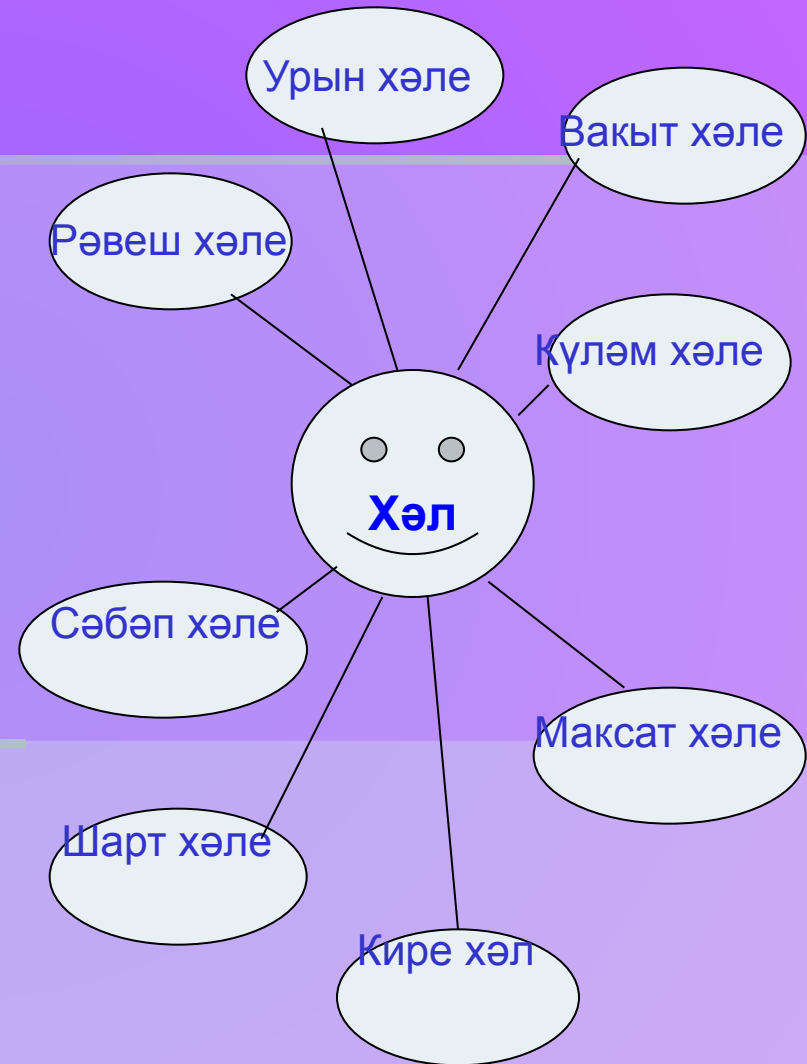 Урын хәле
Вакыт хәле
Рәвеш хәле
Күләм хәле
Хәл
Сәбәп хәле
Максат хәле
Шарт хәле
Кире хәл